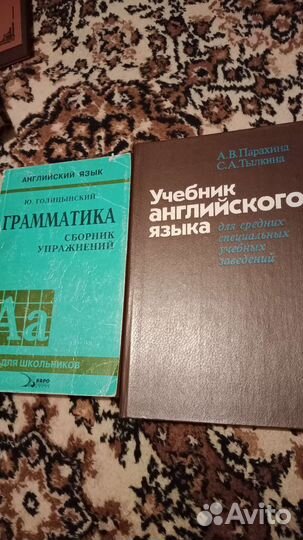 АНГЛИЙСКИЙ ЯЗЫК
Ю. ГОЛИЦЫНСКИЙ
ГРАММАТИКА
СБОРНИК
УПРАЖНЕНИЙ
Аа
ДЛЯ ШКОЛЬНИКОВ
КАРО
А.В.Парахина
С.А.Тылкина
Учебник
английского
языка
для средних
специальных
учебных
заведений
Avito